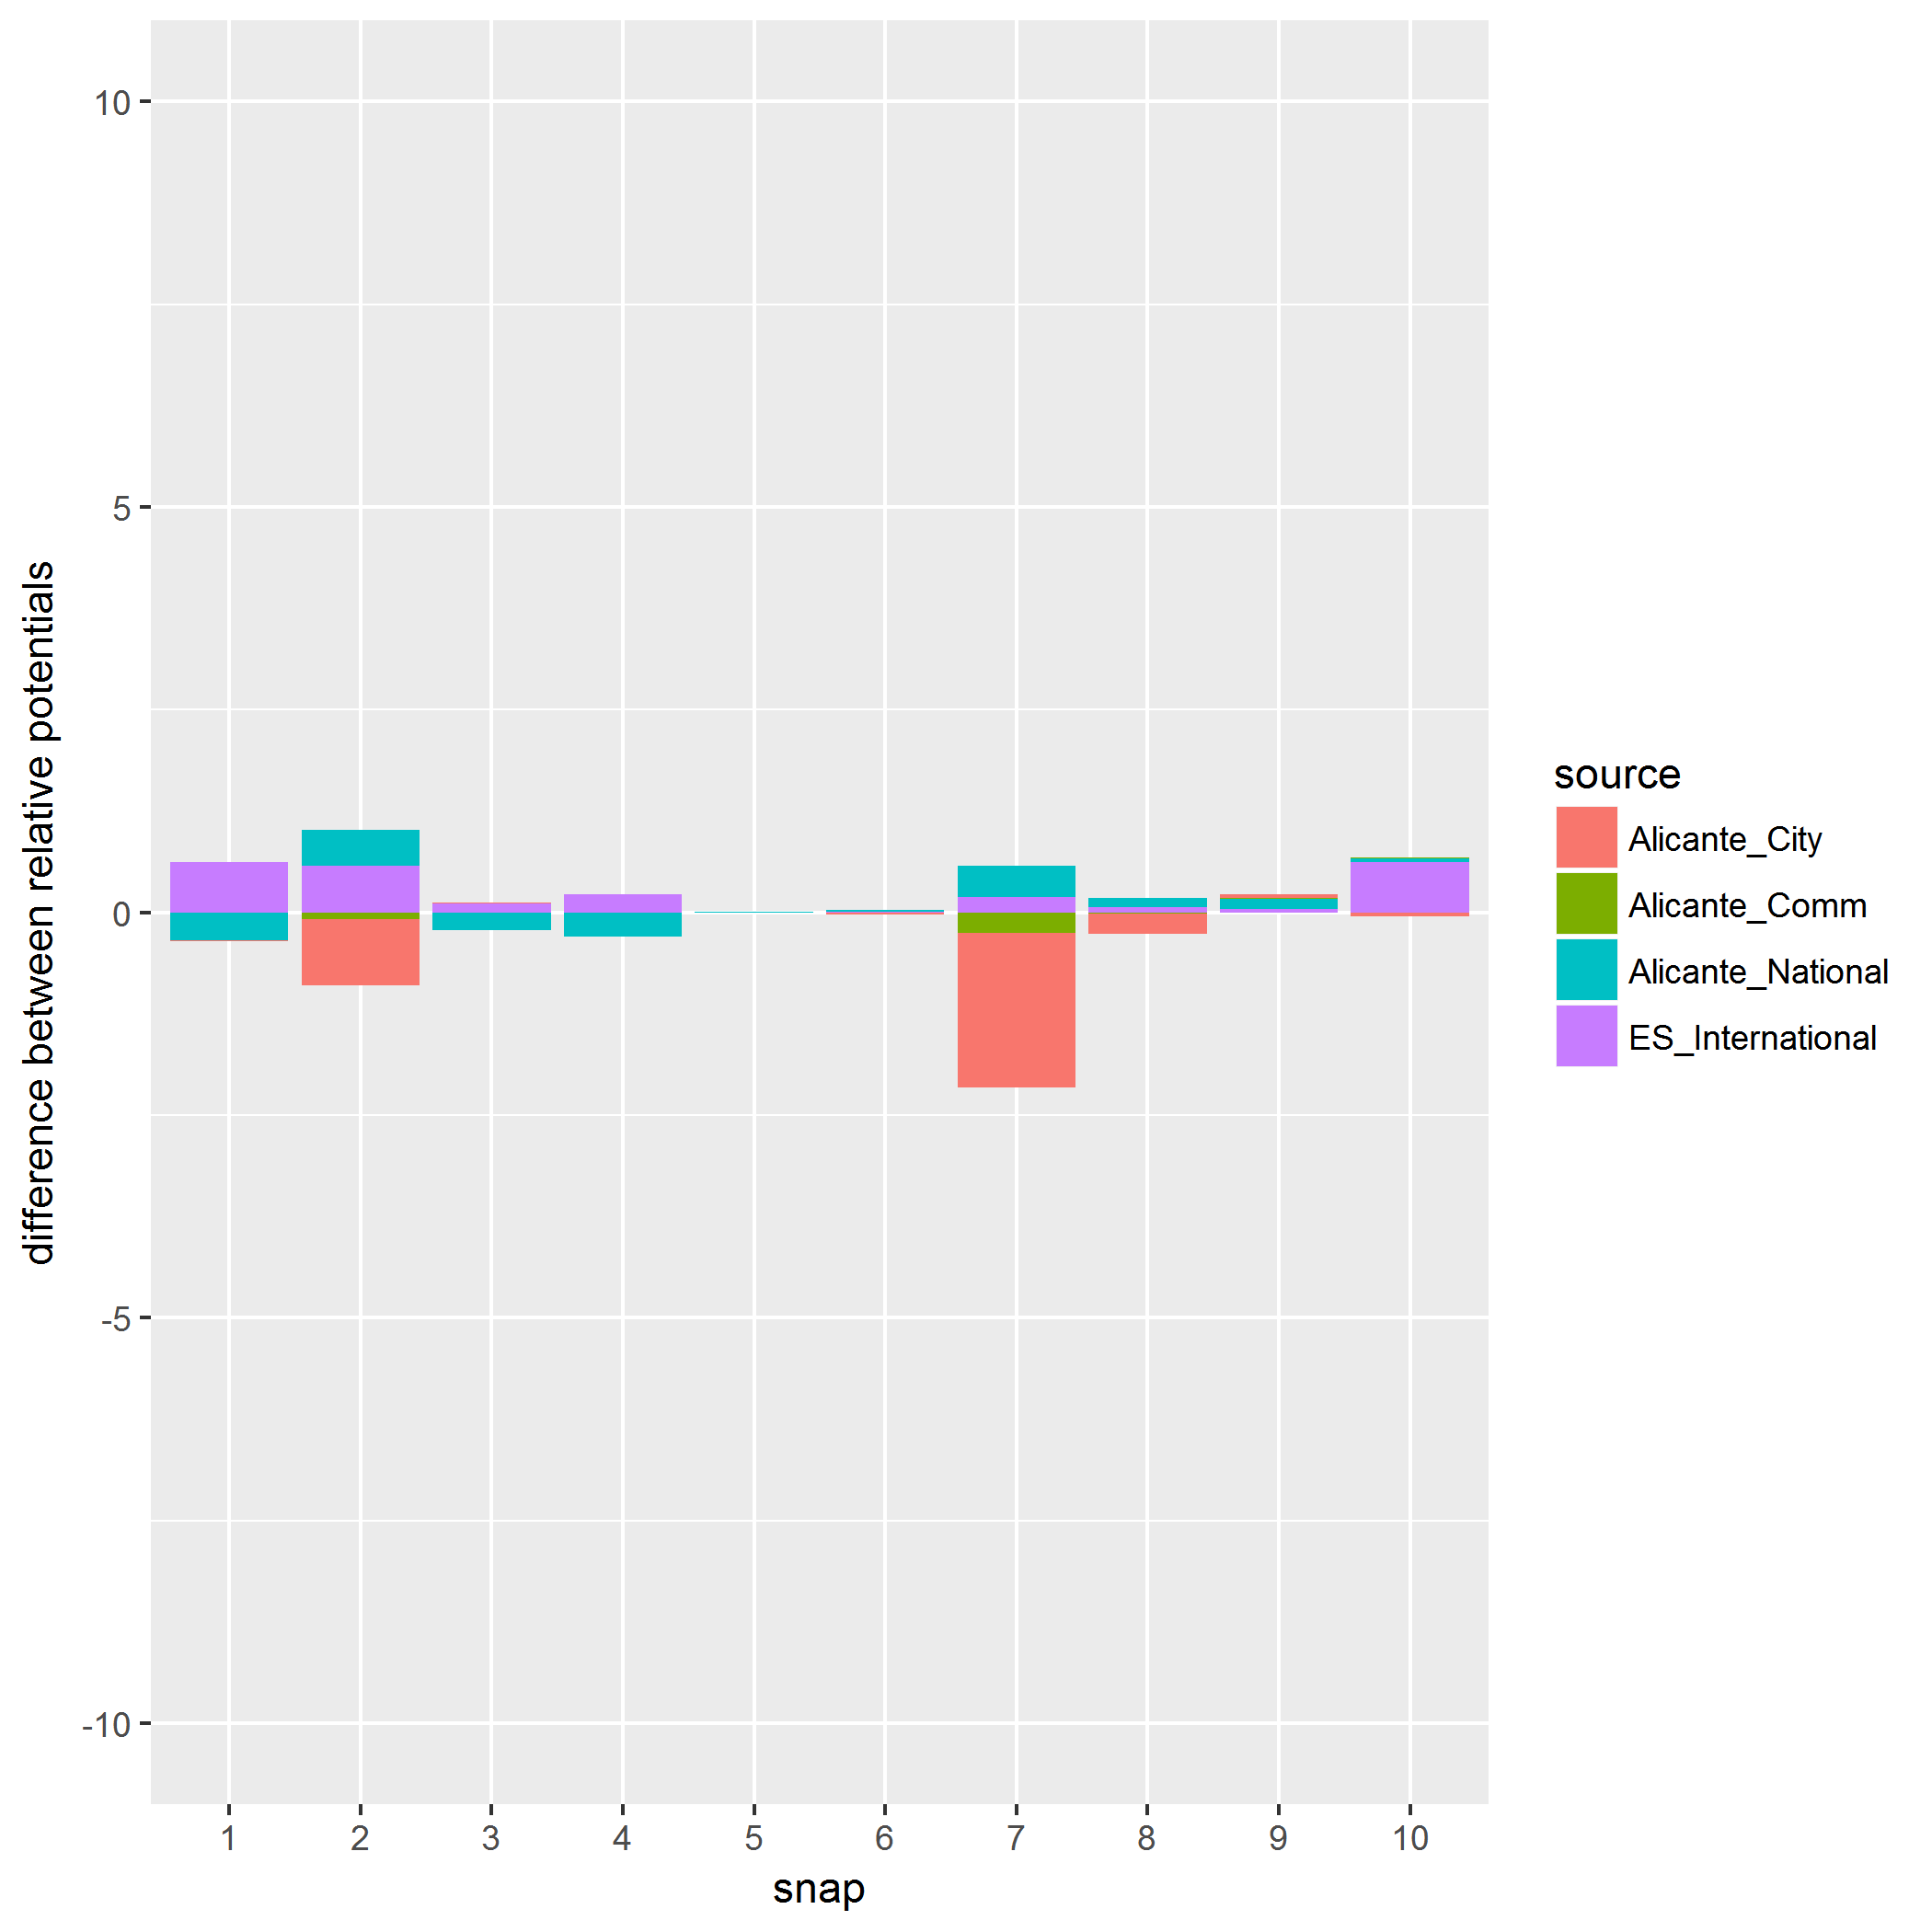 difference between relative potentials
10
5
0
-5
-10
1 2 3 4 5 6 7 8 9 10
snap
source
Alicante_City
Alicante_Comm
Alicante_National
ES_International